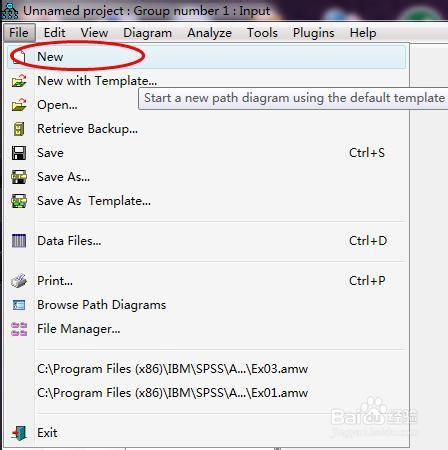 Unnamed project : Group number 1 : Input
File Edit View Diagram Analyze Tools Plugins Help
New
New with Template...
Start a new path diagram using the default template
Open...
Retrieve Backup...
Save Ctrl+S
Save As...
Save As Template...
Data Files... Ctrl+D
Print... Ctrl+P
Browse Path Diagrams
File Manager...
C:\Program Files (x86)\IBM\SPSS\A...\Ex03.amw
C:\Program Files (x86)\IBM\SPSS\A...\Ex01.amw
Exit
Baidu 经验
jingyan.baidu.com